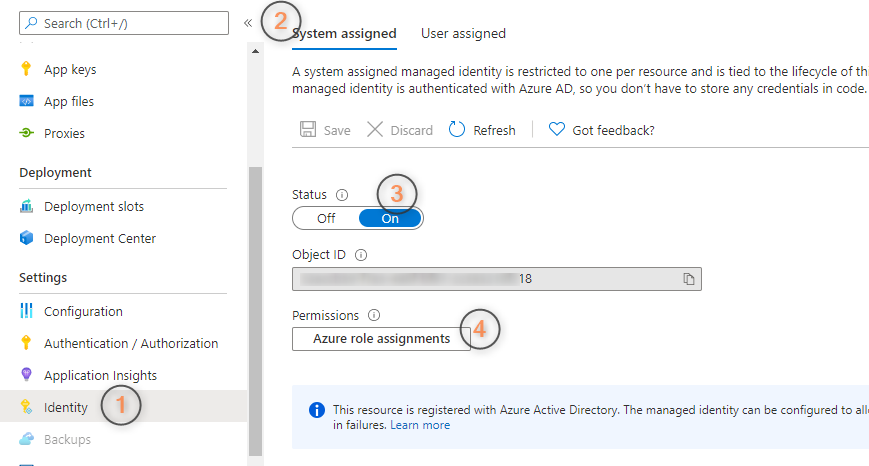 Search (Ctrl+/)
«
App keys
App files
Proxies
Deployment
Deployment slots
Deployment Center
Settings
Configuration
Authentication / Authorization
Application Insights
Identity
1
Backups
2
System assigned
User assigned
A system assigned managed identity is restricted to one per resource and is tied to the lifecycle of
managed identity is authenticated with Azure AD, so you don't have to store any credentials in code.
Save
Discard
Refresh
Got feedback?
Status
3
Off
On
Object ID
18
Permissions
4
Azure role assignments
This resource is registered with Azure Active Directory. The managed identity can be configured to
in failures. Learn more